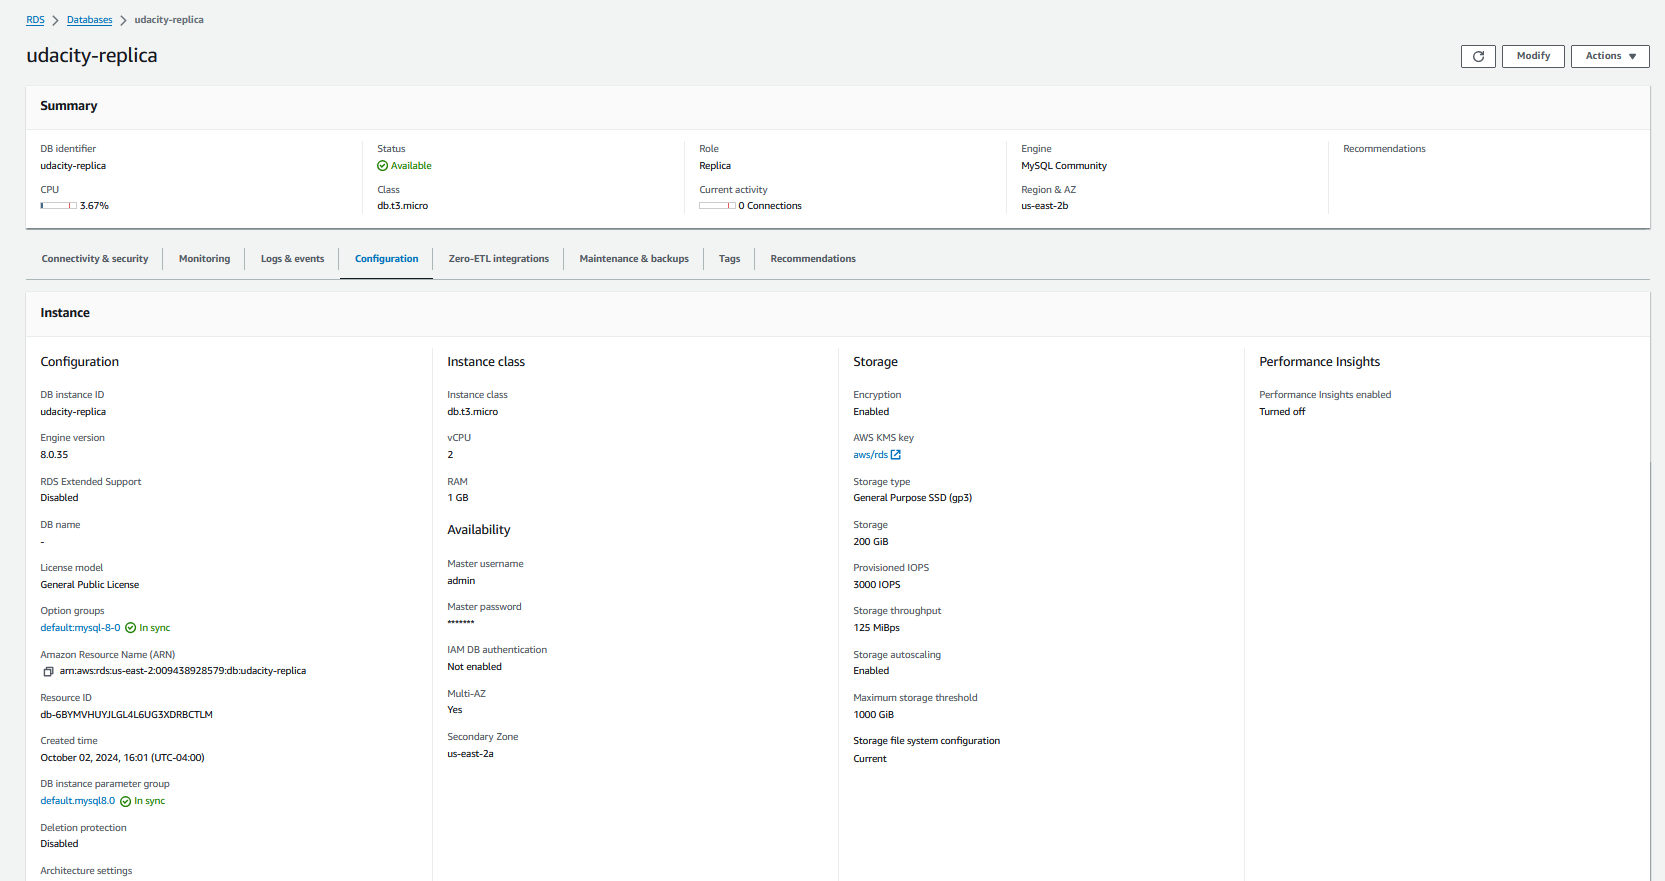 RDS > Databases > udacity-replica
udacity-replica
Modify
Actions
Summary
DB identifier
udacity-replica
CPU
3.67%
Status
Available
Class
db.t3.micro
Role
Replica
Current activity
0 Connections
Engine
MySQL Community
Region & AZ
us-east-2b
Recommendations
Connectivity & security
Monitoring
Logs & events
Configuration
Zero-ETL integrations
Maintenance & backups
Tags
Recommendations
Instance
Configuration
DB instance ID
udacity-replica
Engine version
8.0.35
RDS Extended Support
Disabled
DB name
-
License model
General Public License
Option groups
default:mysql-8-0 In sync
Amazon Resource Name (ARN)
arn:aws:rds:us-east-2:009438928579:db:udacity-replica
Resource ID
db-6BYMVHUYJLGL4L6UG3XDRBCTLM
Created time
October 02, 2024, 16:01 (UTC-04:00)
DB instance parameter group
default.mysql8.0 In sync
Deletion protection
Disabled
Architecture settings
Instance class
Instance class
db.t3.micro
vCPU
2
RAM
1 GB
Availability
Master username
admin
Master password
*******
IAM DB authentication
Not enabled
Multi-AZ
Yes
Secondary Zone
us-east-2a
Storage
Encryption
Enabled
AWS KMS key
aws/rds
Storage type
General Purpose SSD (gp3)
Storage
200 GiB
Provisioned IOPS
3000 IOPS
Storage throughput
125 MiBps
Storage autoscaling
Enabled
Maximum storage threshold
1000 GiB
Storage file system configuration
Current
Performance Insights
Performance Insights enabled
Turned off